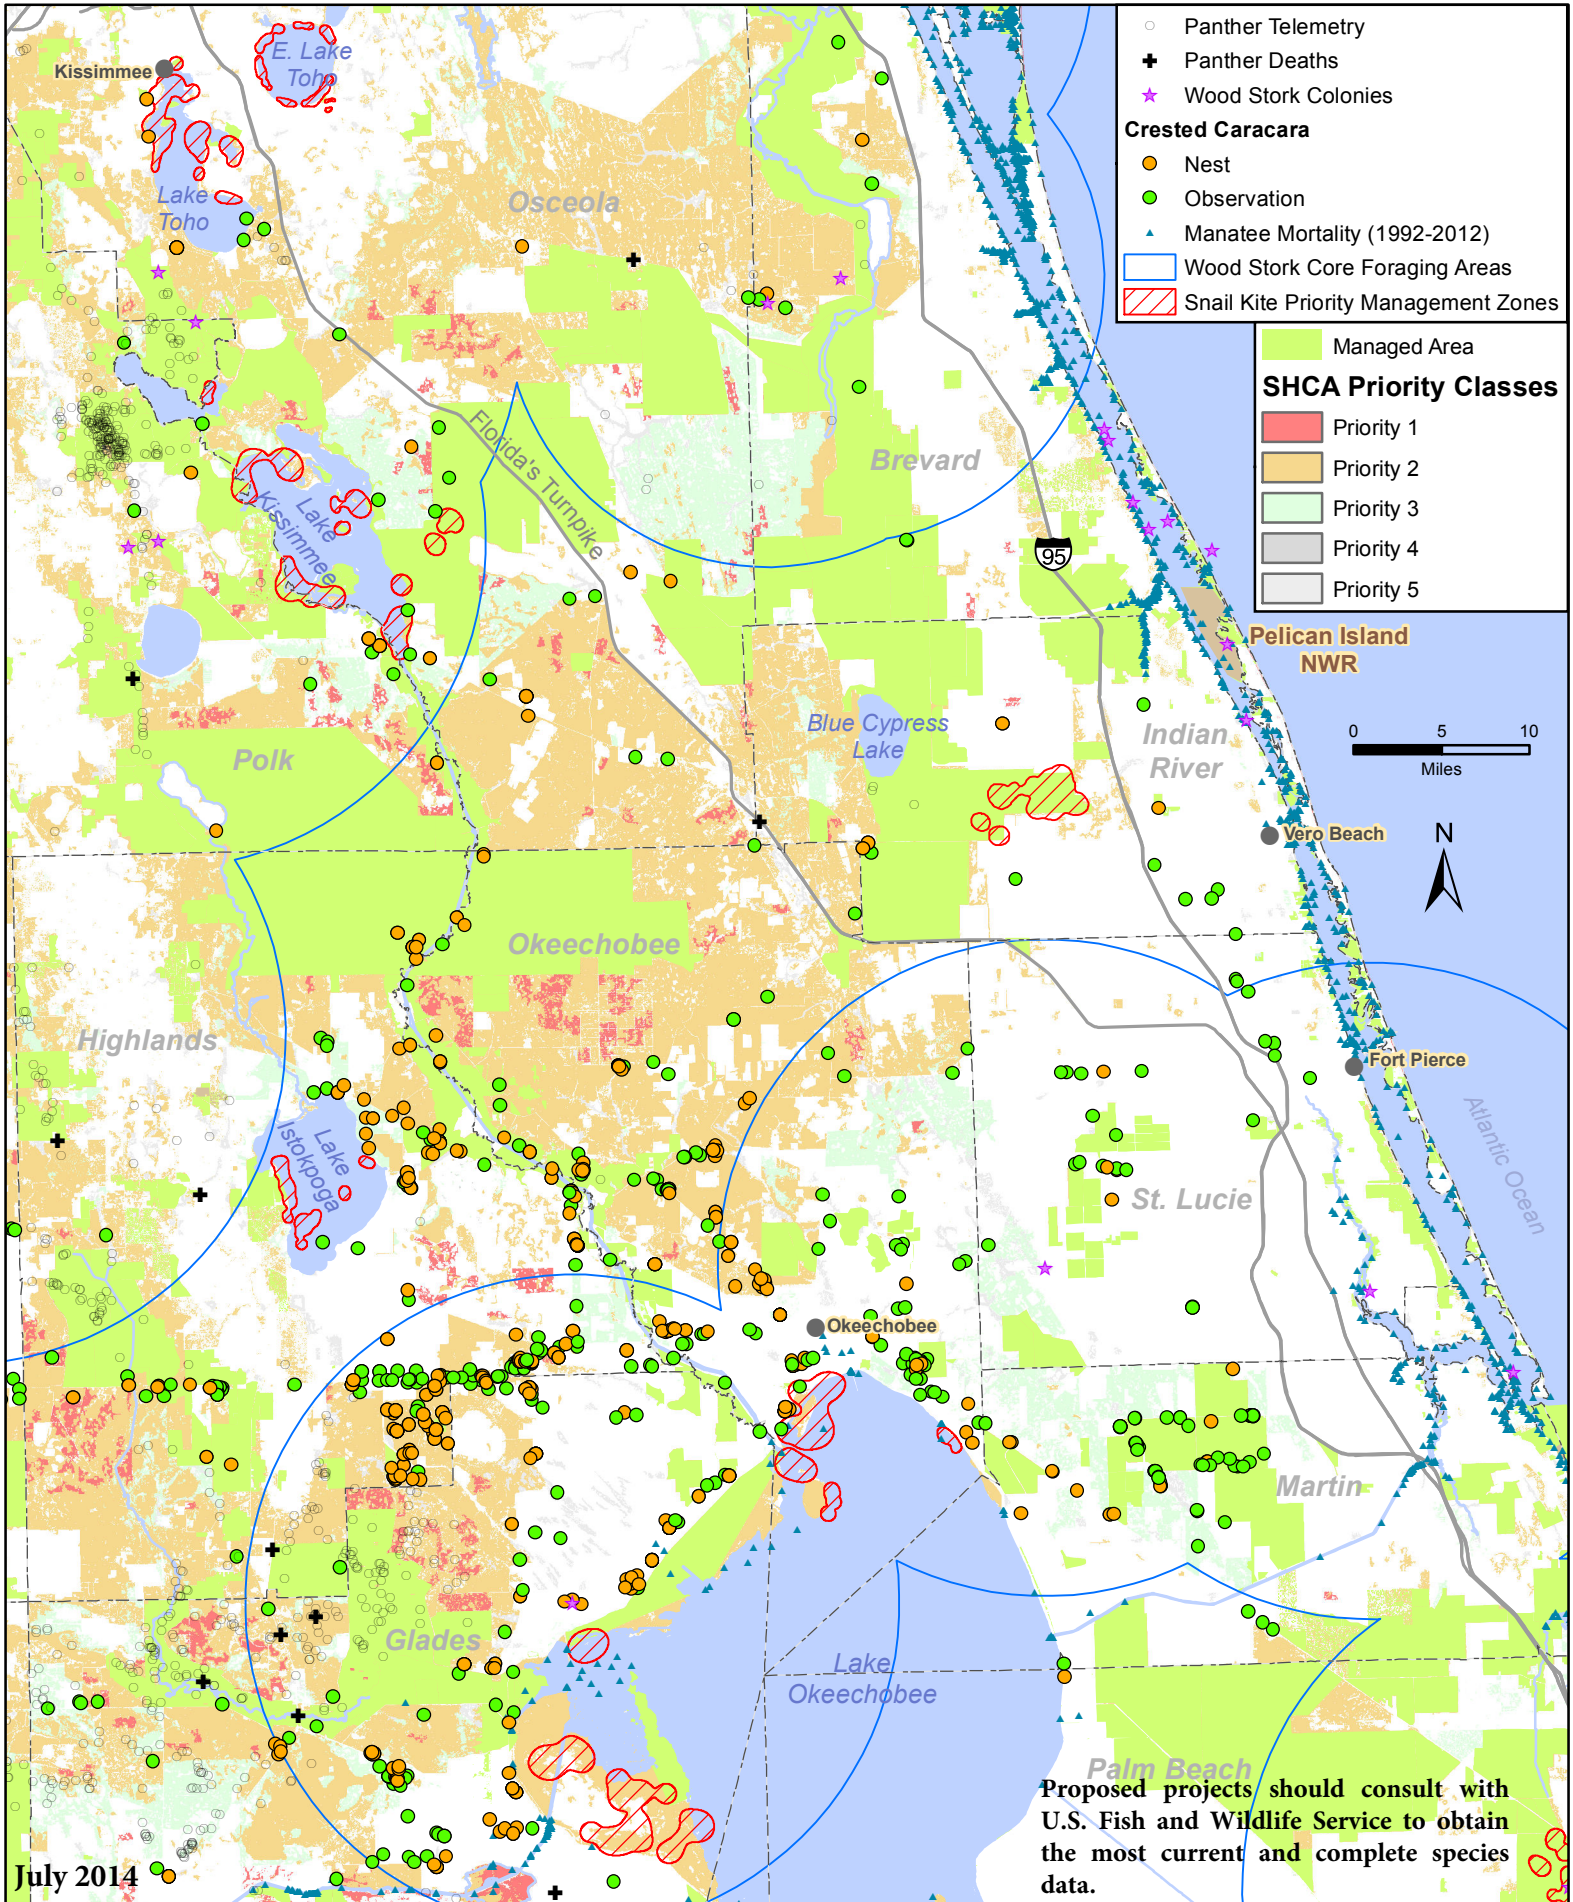 Panther Telemetry
Panther Deaths
Wood Stork Colonies
Crested Caracara
Nest
Observation
Manatee Mortality (1992-2012)
Wood Stork Core Foraging Areas
Snail Kite Priority Management Zones
Managed Area
SHCA Priority Classes
Priority 1
Priority 2
Priority 3
Priority 4
Priority 5
Kissimmee
E. Lake
Toho
Lake
Toho
Osceola
Florida's Turnpike
Brevard
95
Lake
Kissimmee
Pelican Island
NWR
Polk
Blue Cypress
Lake
Indian
River
0 5 10
Miles
Vero Beach
N
Okeechobee
Highlands
Fort Pierce
Lake
Istokpoga
Atlantic Ocean
St. Lucie
Okeechobee
Martin
Glades
Lake
Okeechobee
Palm Beach
Proposed projects should consult with
U.S. Fish and Wildlife Service to obtain
the most current and complete species
data.
July 2014